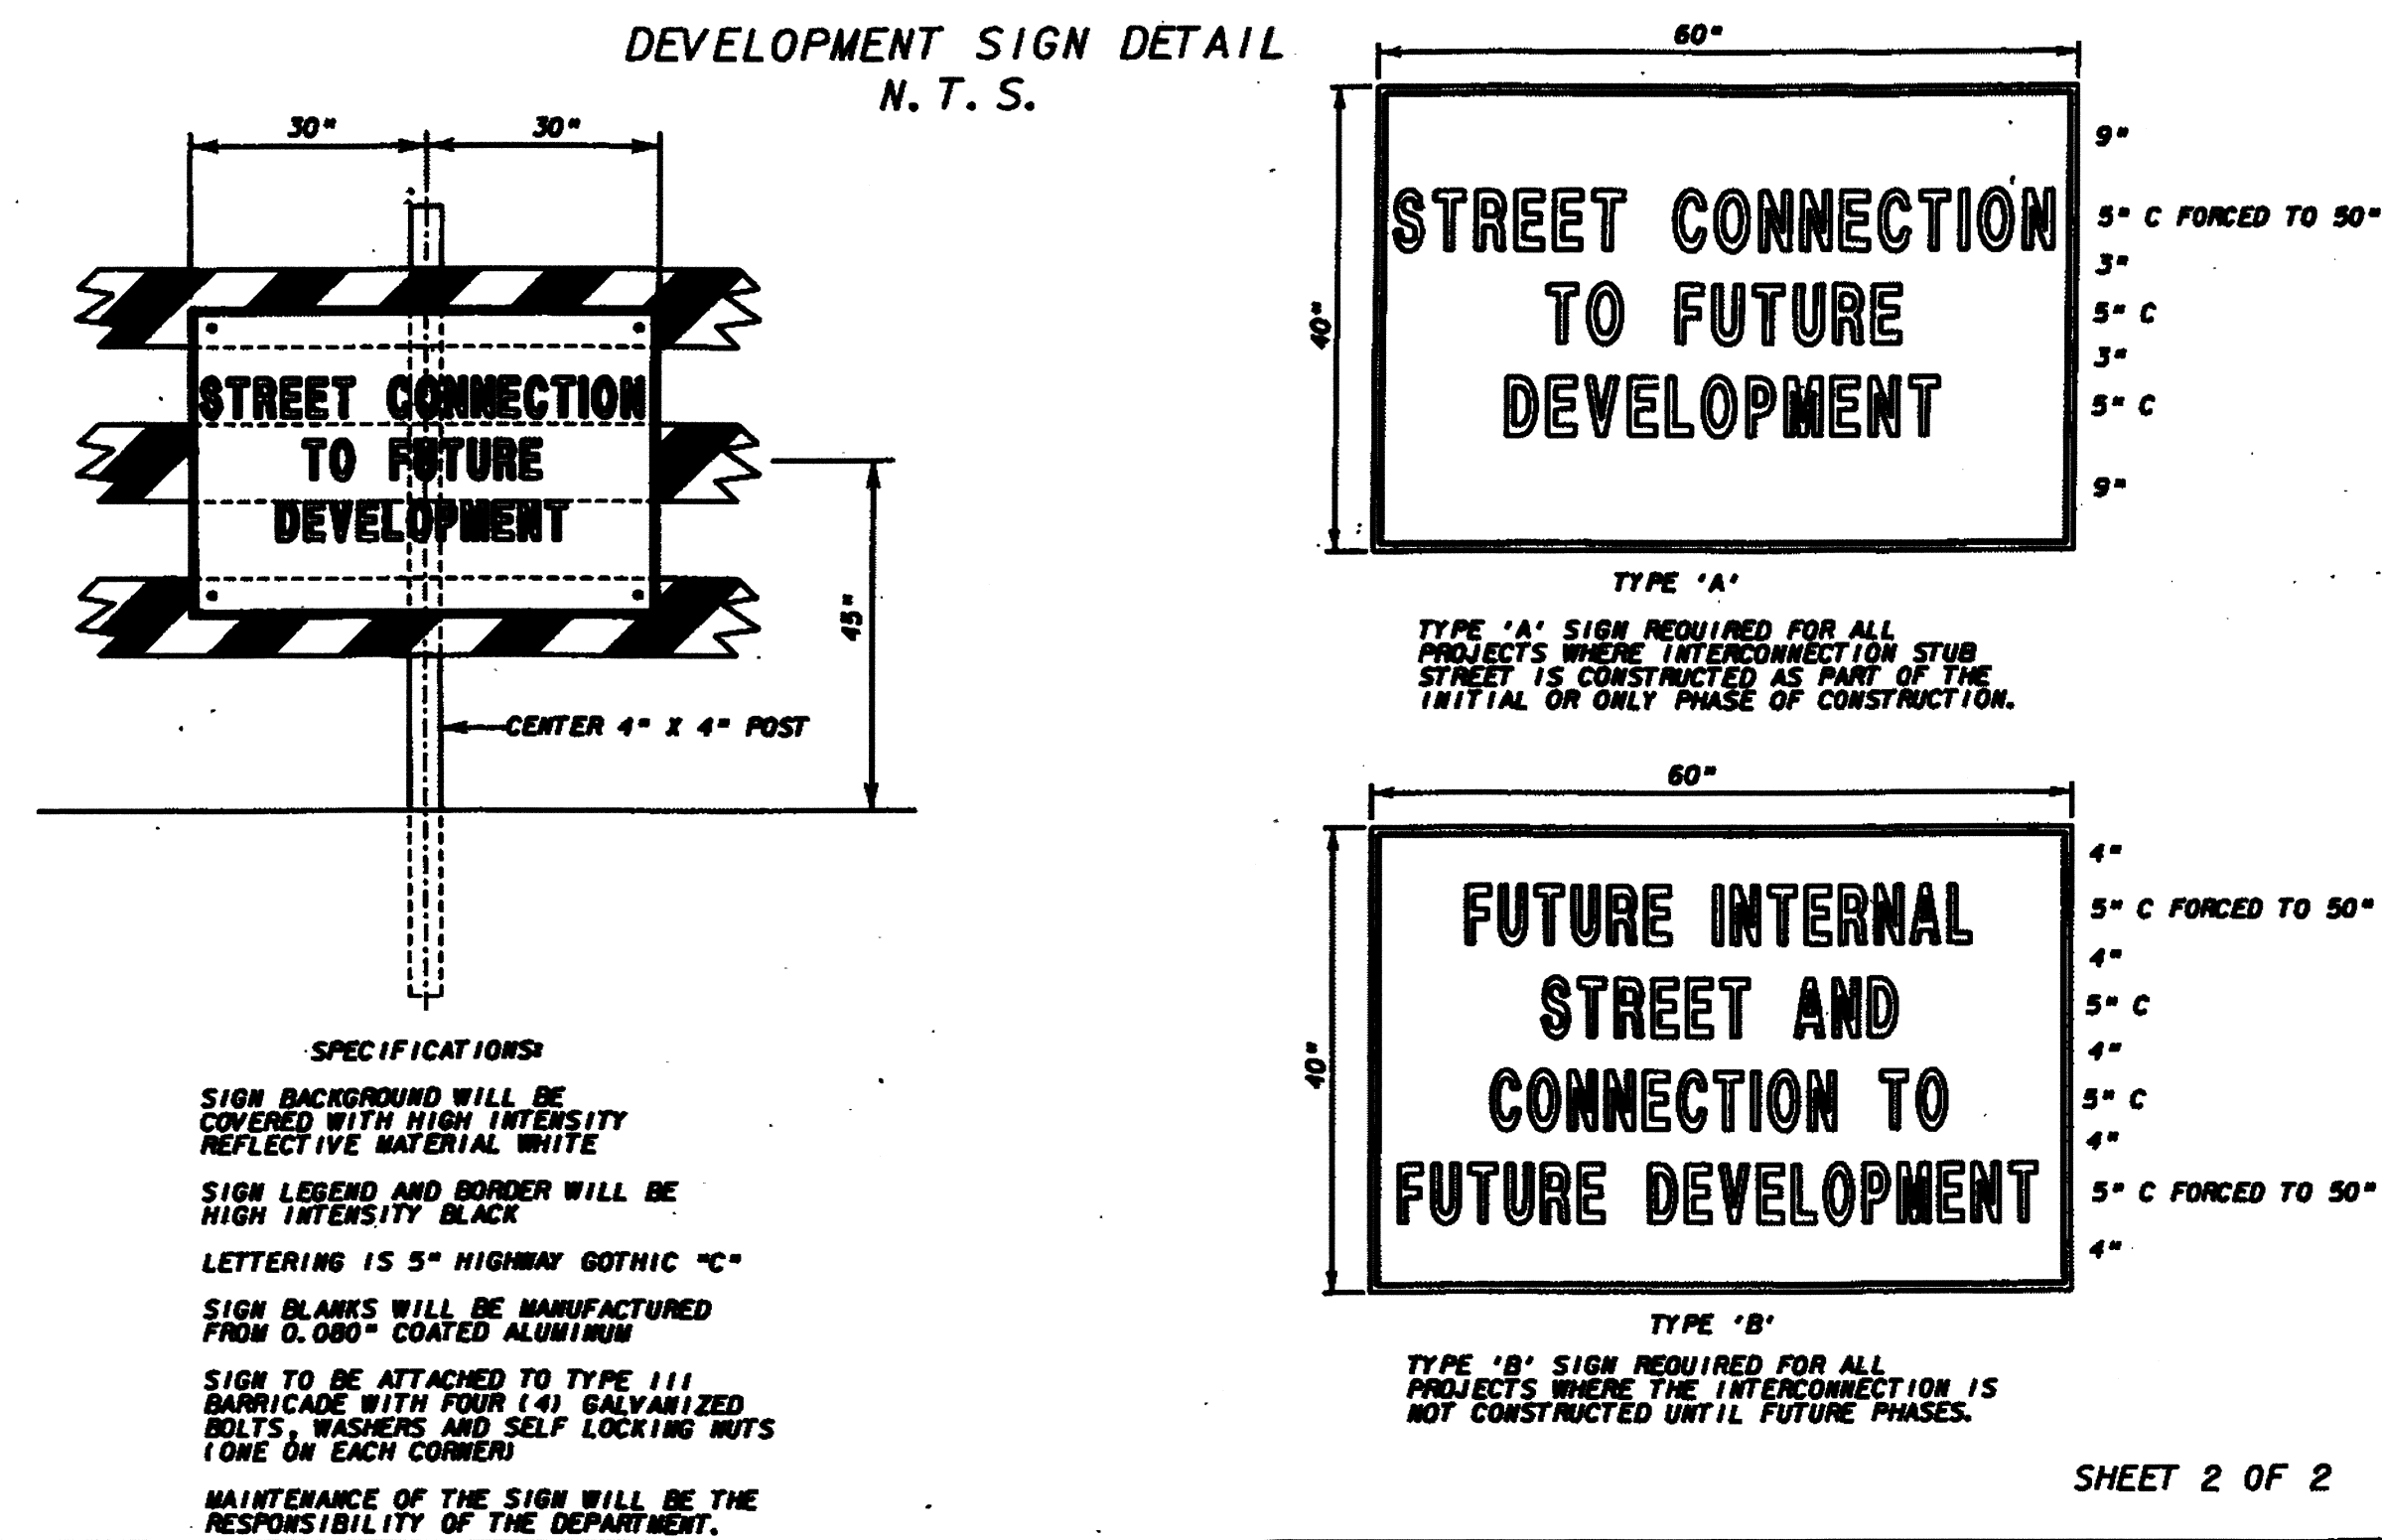 DEVELOPMENT SIGN DETAIL
N.T.S.
30" 30"
STREET CONNECTION
TO FUTURE
DEVELOPMENT
45"
CENTER 4" X 4" POST
SPECIFICATIONS:
SIGN BACKGROUND WILL BE
COVERED WITH HIGH INTENSITY
REFLECTIVE MATERIAL WHITE
SIGN LEGEND AND BORDER WILL BE
HIGH INTENSITY BLACK
LETTERING IS 5" HIGHWAY GOTHIC "C"
SIGN BLANKS WILL BE MANUFACTURED
FROM 0.080" COATED ALUMINUM
SIGN TO BE ATTACHED TO TYPE III
BARRICADE WITH FOUR (4) GALVANIZED
BOLTS, WASHERS AND SELF LOCKING NUTS
(ONE ON EACH CORNER)
MAINTENANCE OF THE SIGN WILL BE THE
RESPONSIBILITY OF THE DEPARTMENT.
60"
40"
9"
STREET CONNECTION
5" C FORCED TO 50"
3"
TO FUTURE
5" C
3"
DEVELOPMENT
5" C
9"
TYPE 'A'
TYPE 'A' SIGN REQUIRED FOR ALL
PROJECTS WHERE INTERCONNECTION STUB
STREET IS CONSTRUCTED AS PART OF THE
INITIAL OR ONLY PHASE OF CONSTRUCTION.
60"
40"
4"
FUTURE INTERNAL
5" C FORCED TO 50"
4"
STREET AND
5" C
4"
CONNECTION TO
5" C
4"
FUTURE DEVELOPMENT
5" C FORCED TO 50"
4"
TYPE 'B'
TYPE 'B' SIGN REQUIRED FOR ALL
PROJECTS WHERE THE INTERCONNECTION IS
NOT CONSTRUCTED UNTIL FUTURE PHASES.
SHEET 2 OF 2